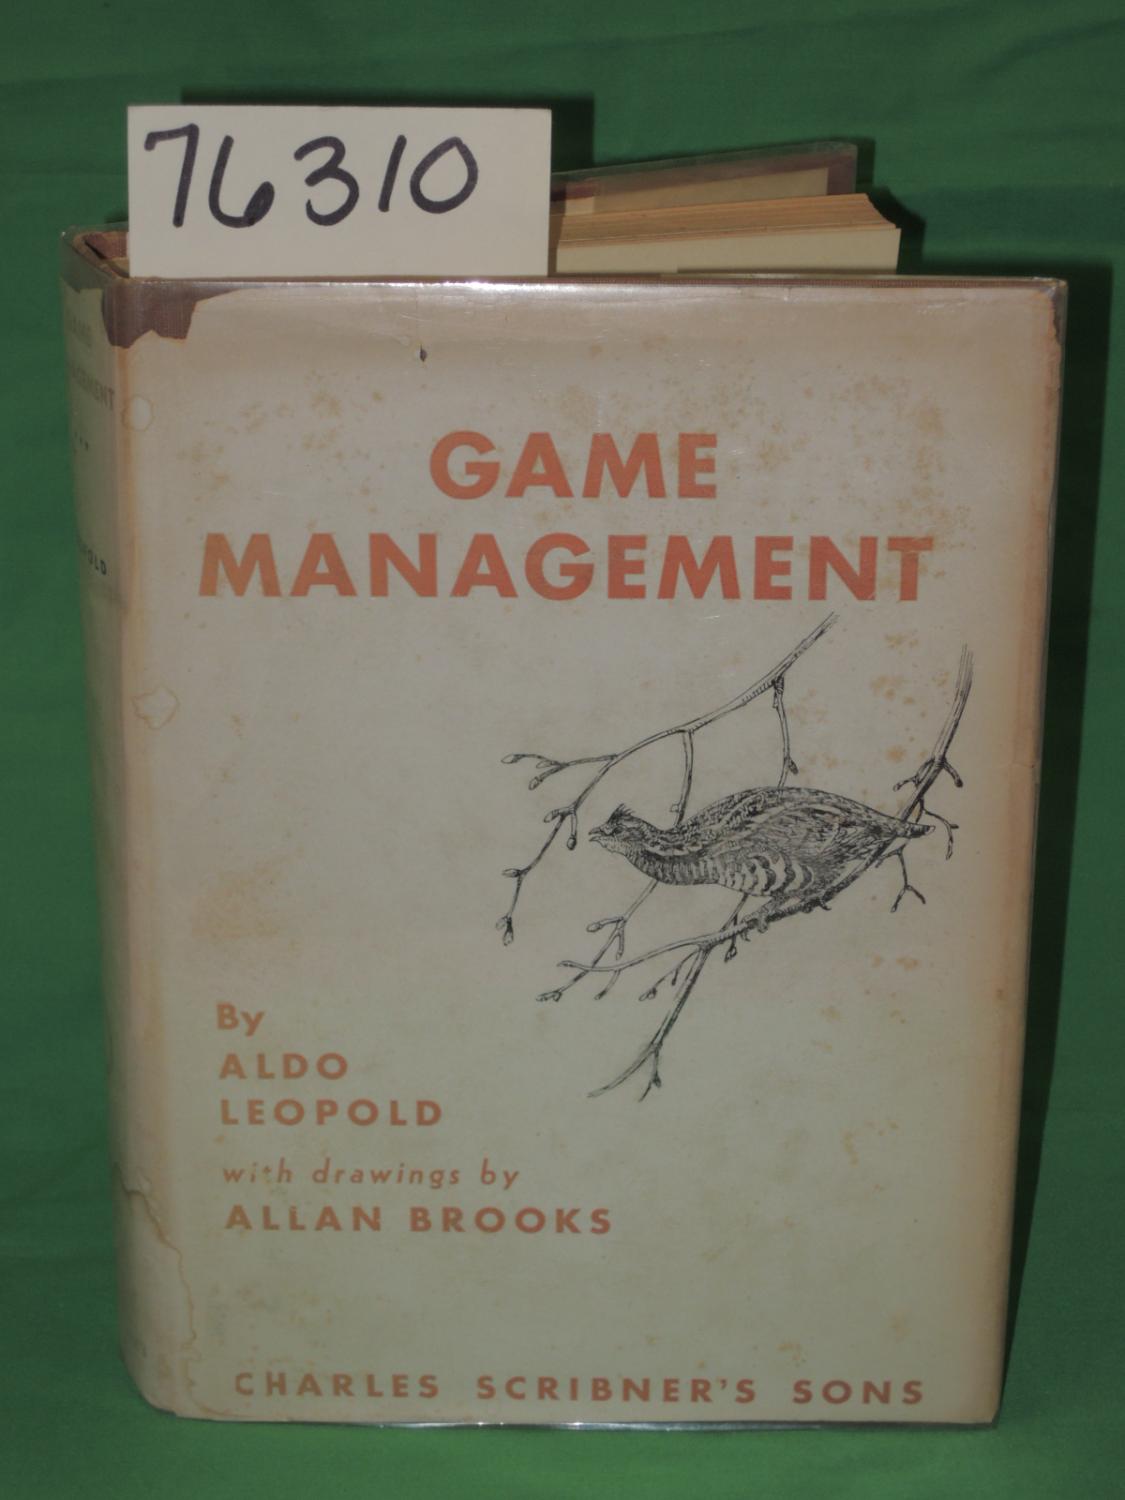 76310
GAME
MANAGEMENT
By
ALDO
LEOPOLD
with drawings by
ALLAN BROOKS
CHARLES SCRIBNER'S SONS